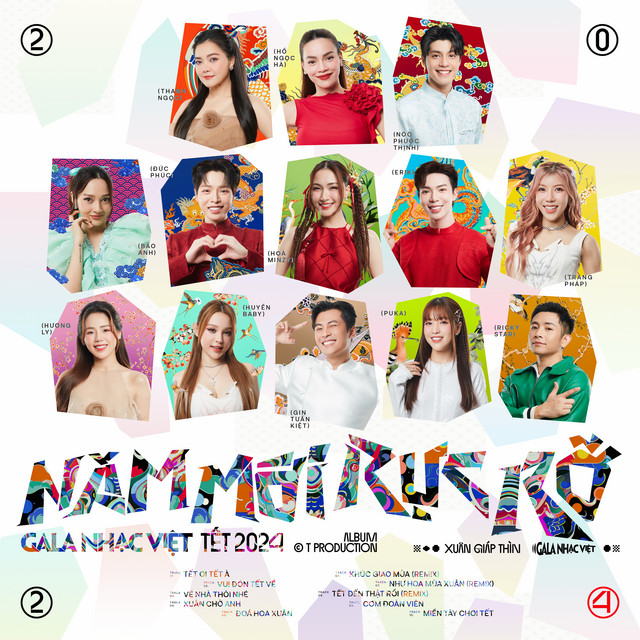 2
0
(THANH NGỌC)
(HỒ NGỌC HÀ)
(NOO PHƯỚC THỊNH)
(BẢO ANH)
(ĐỨC PHÚC)
(HOÀ MINZY)
(ERIK)
(TRANG PHÁP)
(HƯƠNG LY)
(HUYỀN BABY)
(GIN TUẤN KIỆT)
(PUKA)
(RICKY STAR)
NĂM MỚI RỰC RỠ
GALA NHẠC VIỆT TẾT 2024
ALBUM
© T PRODUCTION
XUÂN GIÁP THÌN
GALA NHẠC VIỆT
TẾT ƠI TẾT À
VUI ĐÓN TẾT VỀ
VỀ NHÀ THÔI NHÉ
XUÂN CHỜ ANH
ĐOÁ HOA XUÂN
KHÚC GIAO MÙA (REMIX)
NHƯ HOA MÙA XUÂN (REMIX)
TẾT ĐẾN THẬT RỒI (REMIX)
CƠM ĐOÀN VIÊN
MIỀN TÂY CHƠI TẾT
2
4